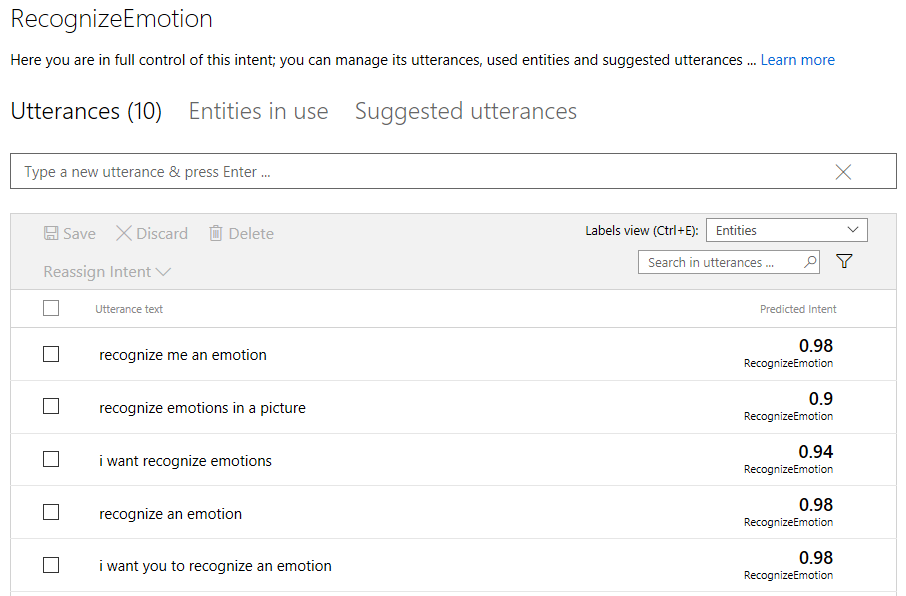 RecognizeEmotion
Here you are in full control of this intent; you can manage its utterances, used entities and suggested utterances ... Learn more
Utterances (10) Entities in use Suggested utterances
Type a new utterance & press Enter ...
Save Discard Delete Labels view (Ctrl+E): Entities
Reassign Intent Search in utterances ...
Utterance text Predicted Intent
recognize me an emotion 0.98
RecognizeEmotion
recognize emotions in a picture 0.9
RecognizeEmotion
i want recognize emotions 0.94
RecognizeEmotion
recognize an emotion 0.98
RecognizeEmotion
i want you to recognize an emotion 0.98
RecognizeEmotion